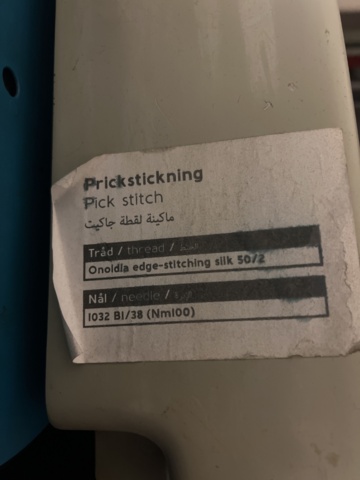 Prickstickning
Pick stitch
ماكينة لقطة جاكيت
Tråd / thread /
Onoldia edge-stitching silk 50/2
Nål / needle /
1032 B1/38 (Nm100)